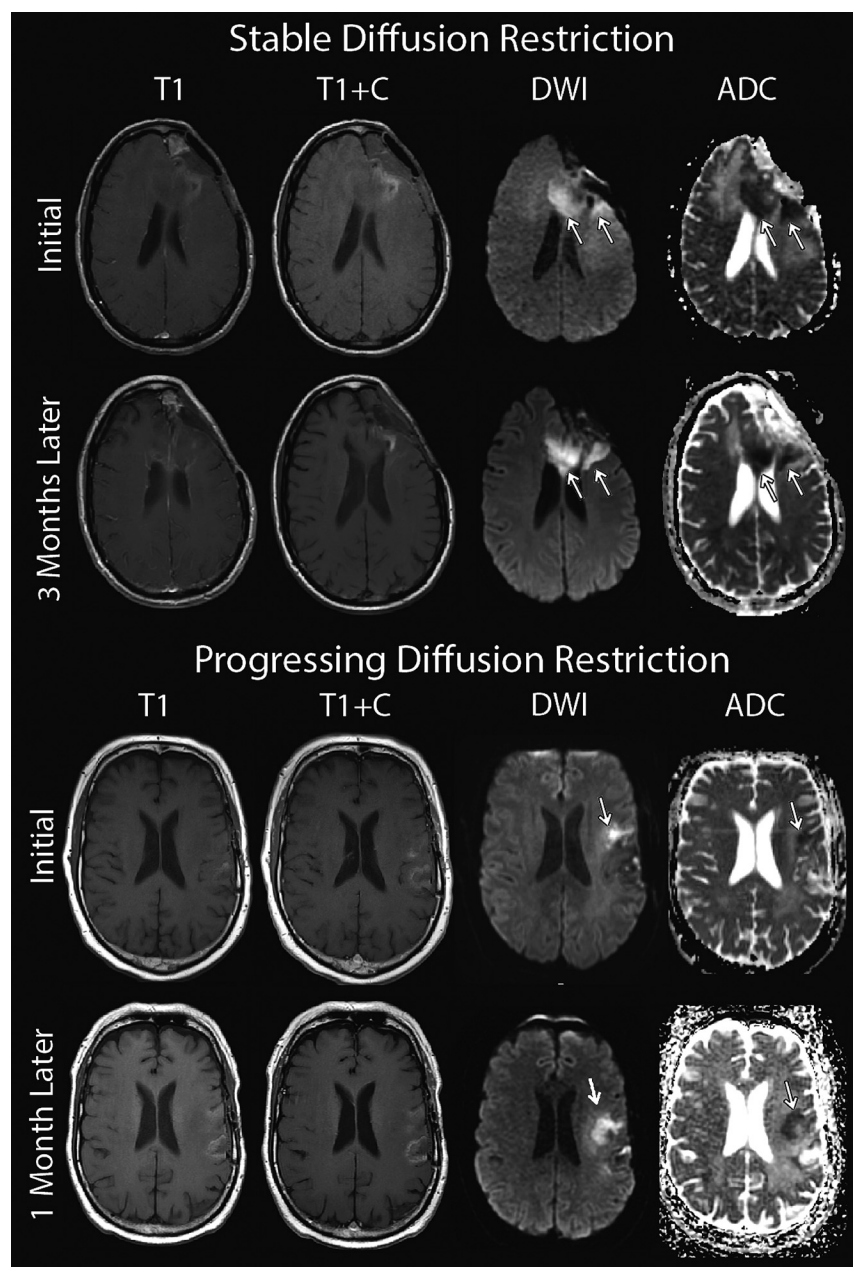 Stable Diffusion Restriction
T1 T1+C DWI ADC
Initial
3 Months Later
Progressing Diffusion Restriction
T1 T1+C DWI ADC
Initial
1 Month Later